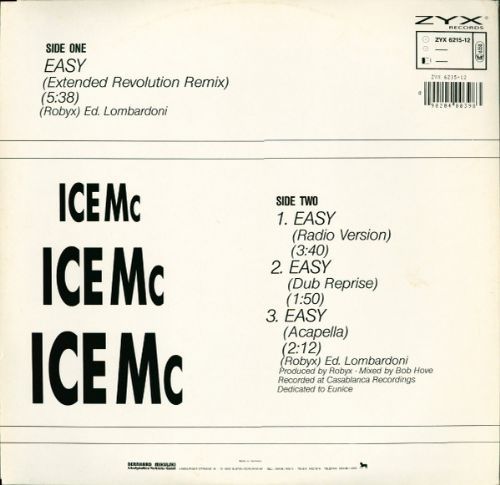 SIDE ONE
EASY
(Extended Revolution Remix)
(5:38)
(Robyx) Ed. Lombardoni
ZYX
RECORDS
ZYX 6215-12
ZYX 6215-12
ICE Mc
ICE Mc
ICE Mc
SIDE TWO
1. EASY
(Radio Version)
(3:40)
2. EASY
(Dub Reprise)
(1:50)
3. EASY
(Acapella)
(2:12)
(Robyx) Ed. Lombardoni
Produced by Robyx - Mixed by Bob Hove
Recorded at Casablanca Recordings
Dedicated to Eunice
BERNHARD MIKULSKI